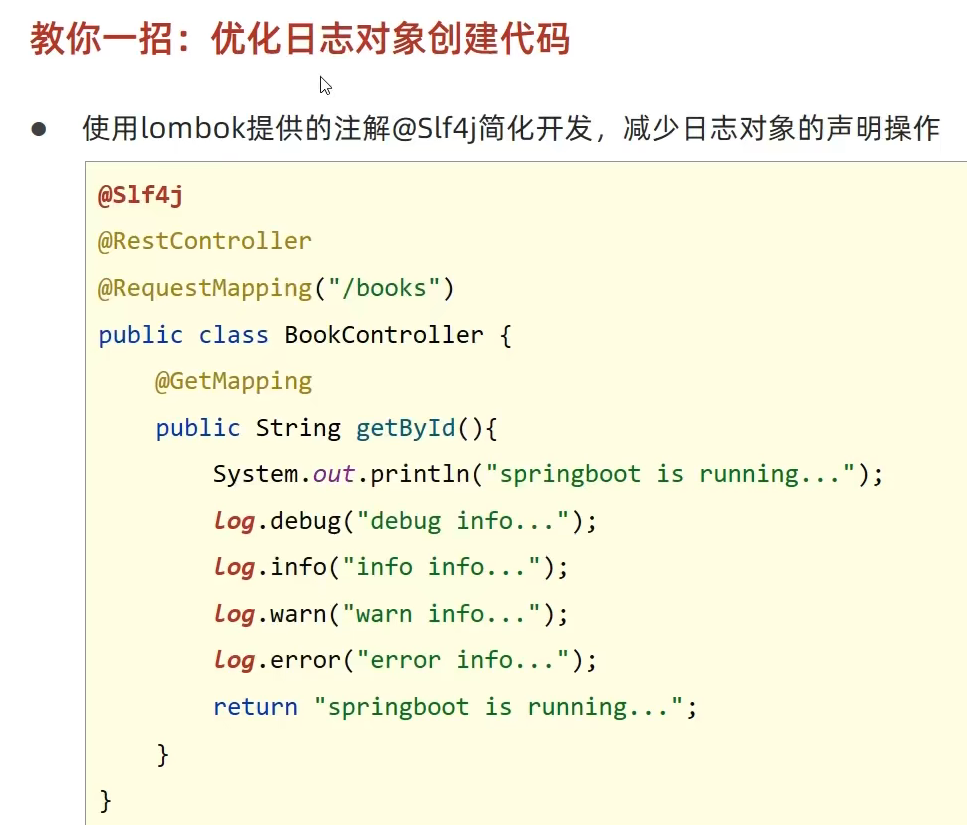 教你一招：优化日志对象创建代码
● 使用lombok提供的注解@Slf4j简化开发，减少日志对象的声明操作
@Slf4j
@RestController
@RequestMapping("/books")
public class BookController {
    @GetMapping
    public String getById(){
        System.out.println("springboot is running...");
        log.debug("debug info...");
        log.info("info info...");
        log.warn("warn info...");
        log.error("error info...");
        return "springboot is running...";
    }
}